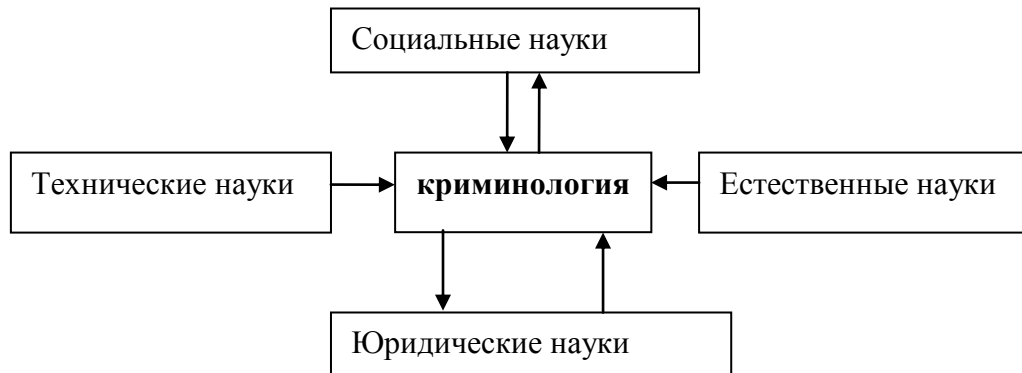 Социальные науки
Технические науки
криминология
Естественные науки
Юридические науки